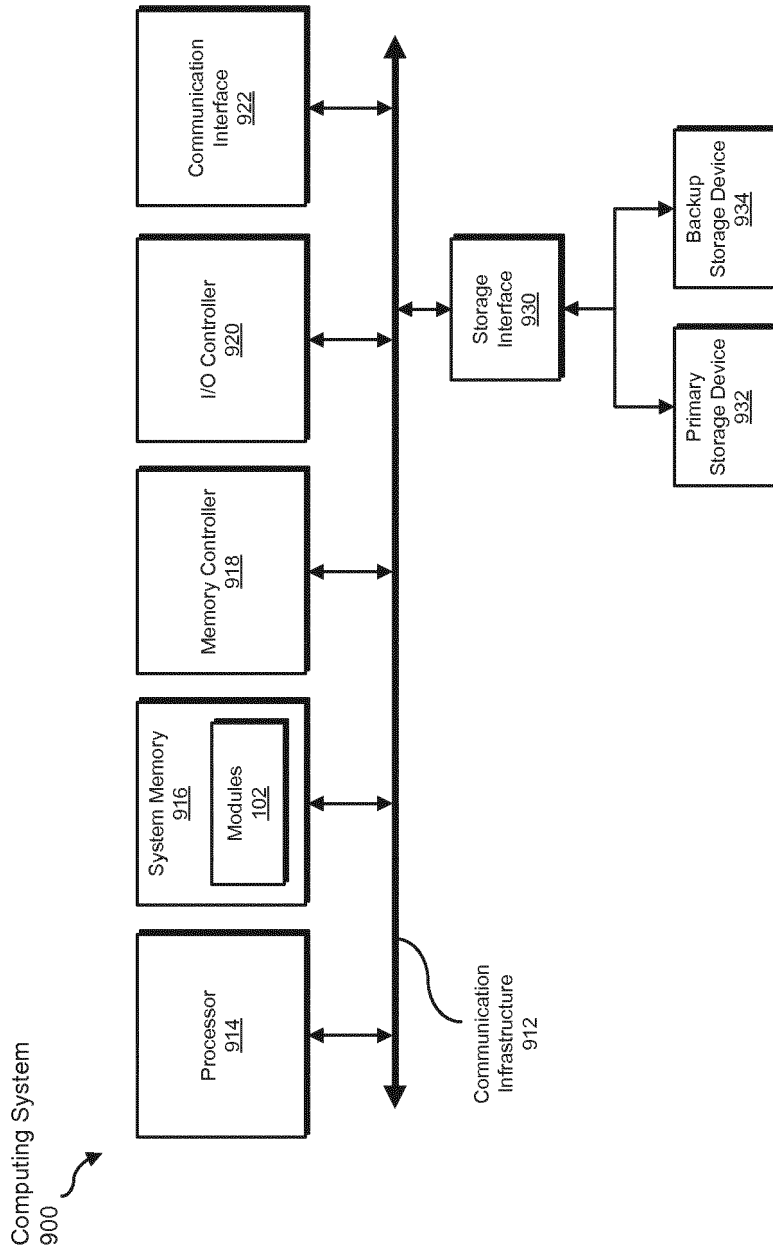 Computing System
900
Processor
914
System Memory
916
Modules
102
Memory Controller
918
I/O Controller
920
Communication
Interface
922
Communication
Infrastructure
912
Storage
Interface
930
Primary
Storage Device
932
Backup
Storage Device
934